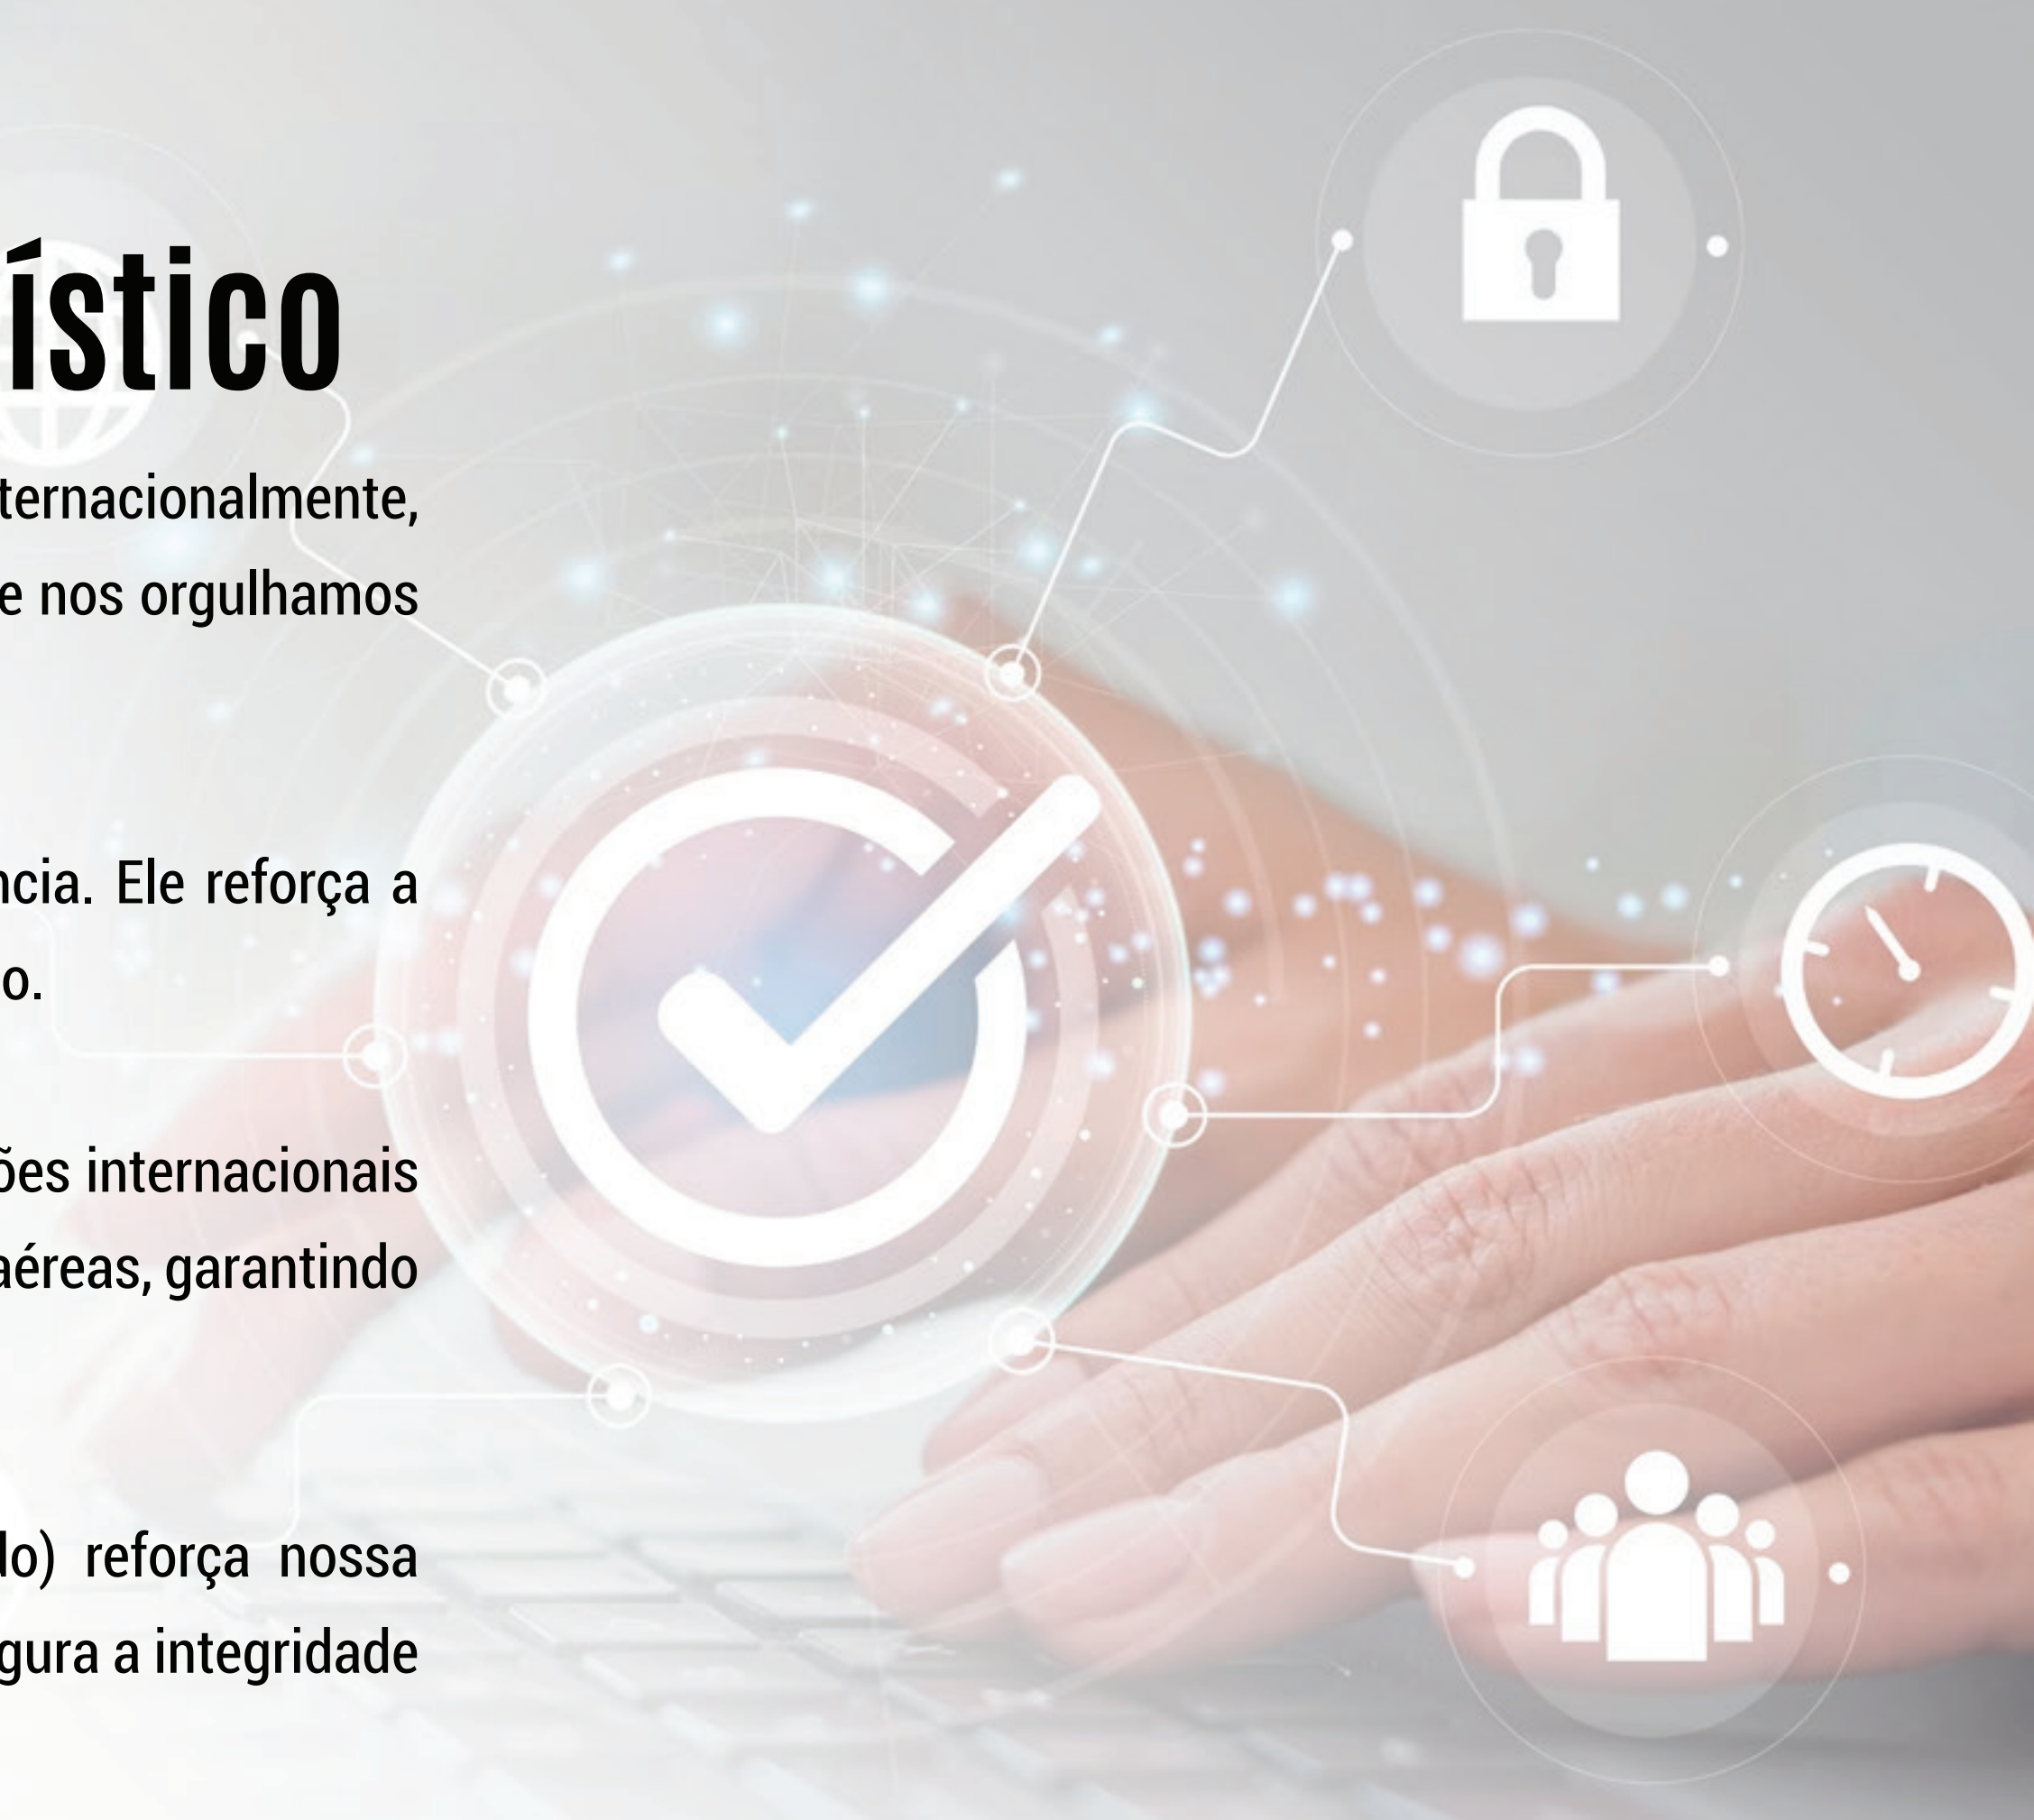 ístico
ternacionalmente,
e nos orgulhamos
ncia. Ele reforça a
o.
ões internacionais
aéreas, garantindo
do) reforça nossa
gura a integridade